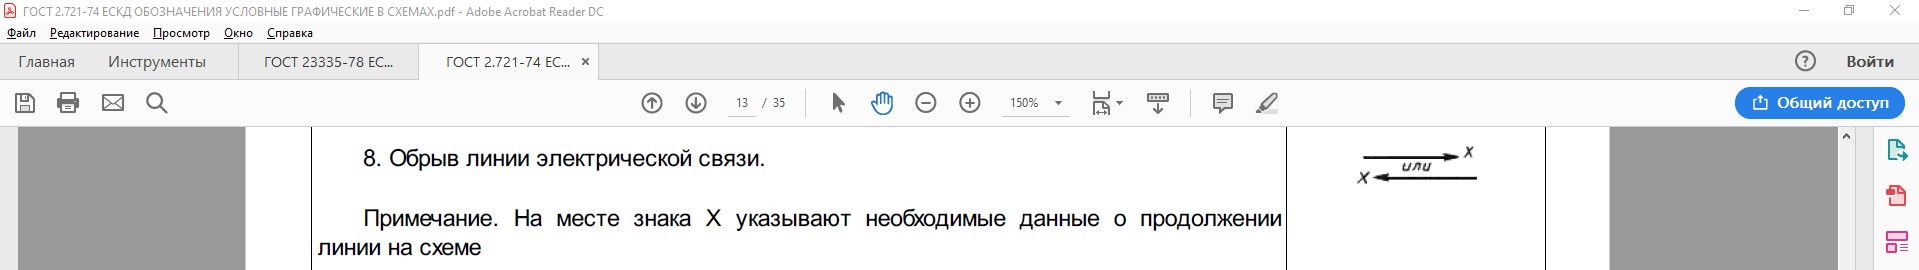 ГОСТ 2.721-74 ЕСКД ОБОЗНАЧЕНИЯ УСЛОВНЫЕ ГРАФИЧЕСКИЕ В СХЕМАХ.pdf - Adobe Acrobat Reader DC
Файл Редактирование Просмотр Окно Справка
Главная Инструменты ГОСТ 23335-78 ЕС... ГОСТ 2.721-74 ЕС... × ? Войти
13 / 35 150% Общий доступ
8. Обрыв линии электрической связи.
X
или
X
Примечание. На месте знака X указывают необходимые данные о продолжении
линии на схеме